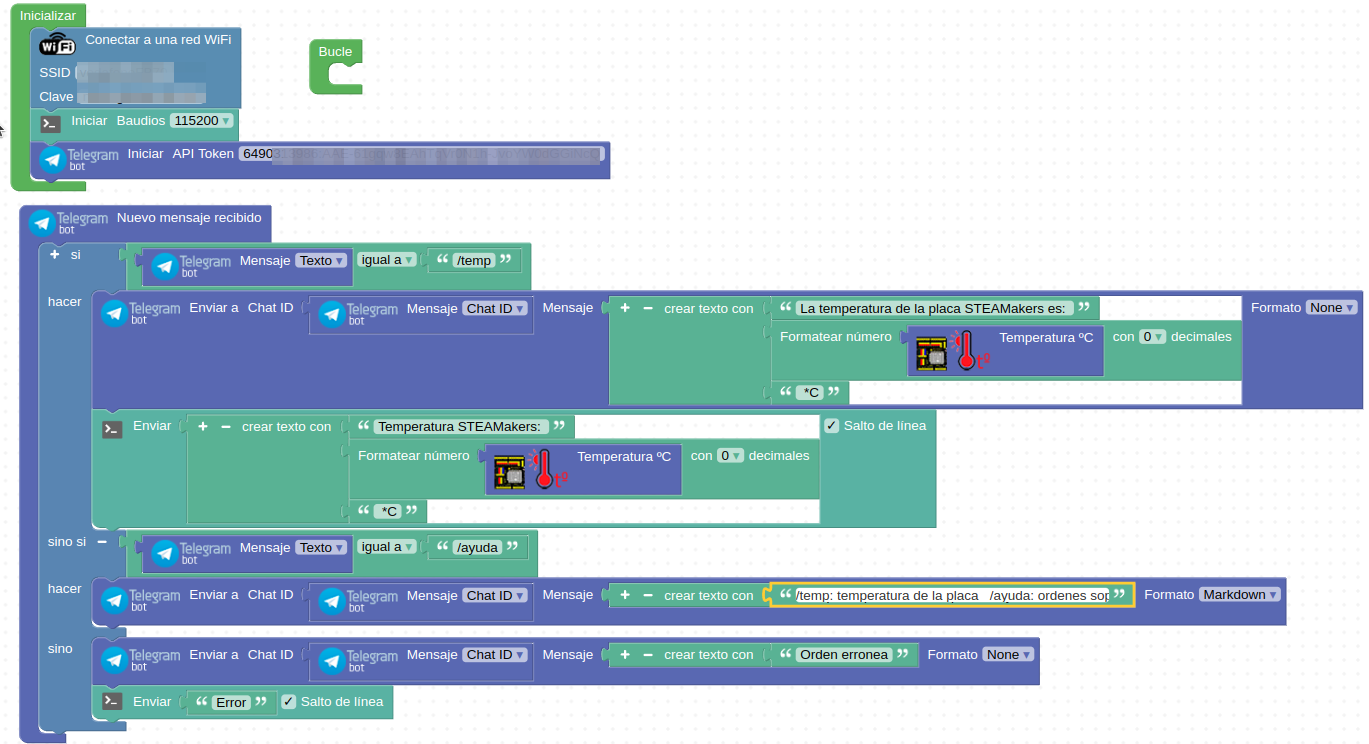 Inicializar
WiFi Conectar a una red WiFi
SSID
Clave
Iniciar Baudios 115200
Telegram bot Iniciar API Token 6490
Bucle
Telegram bot Nuevo mensaje recibido
+ si Telegram bot Mensaje Texto igual a “ /temp ”
hacer Telegram bot Enviar a Chat ID Telegram bot Mensaje Chat ID Mensaje + − crear texto con “ La temperatura de la placa STEAMakers es: ” Formato None
Formatear número Temperatura ºC con 0 decimales
“ *C ”
Enviar + − crear texto con “ Temperatura STEAMakers: ” ✓ Salto de línea
Formatear número Temperatura ºC con 0 decimales
“ *C ”
sino si − Telegram bot Mensaje Texto igual a “ /ayuda ”
hacer Telegram bot Enviar a Chat ID Telegram bot Mensaje Chat ID Mensaje + − crear texto con “ /temp: temperatura de la placa /ayuda: ordenes sop ” Formato Markdown
sino Telegram bot Enviar a Chat ID Telegram bot Mensaje Chat ID Mensaje + − crear texto con “ Orden erronea ” Formato None
Enviar “ Error ” ✓ Salto de línea